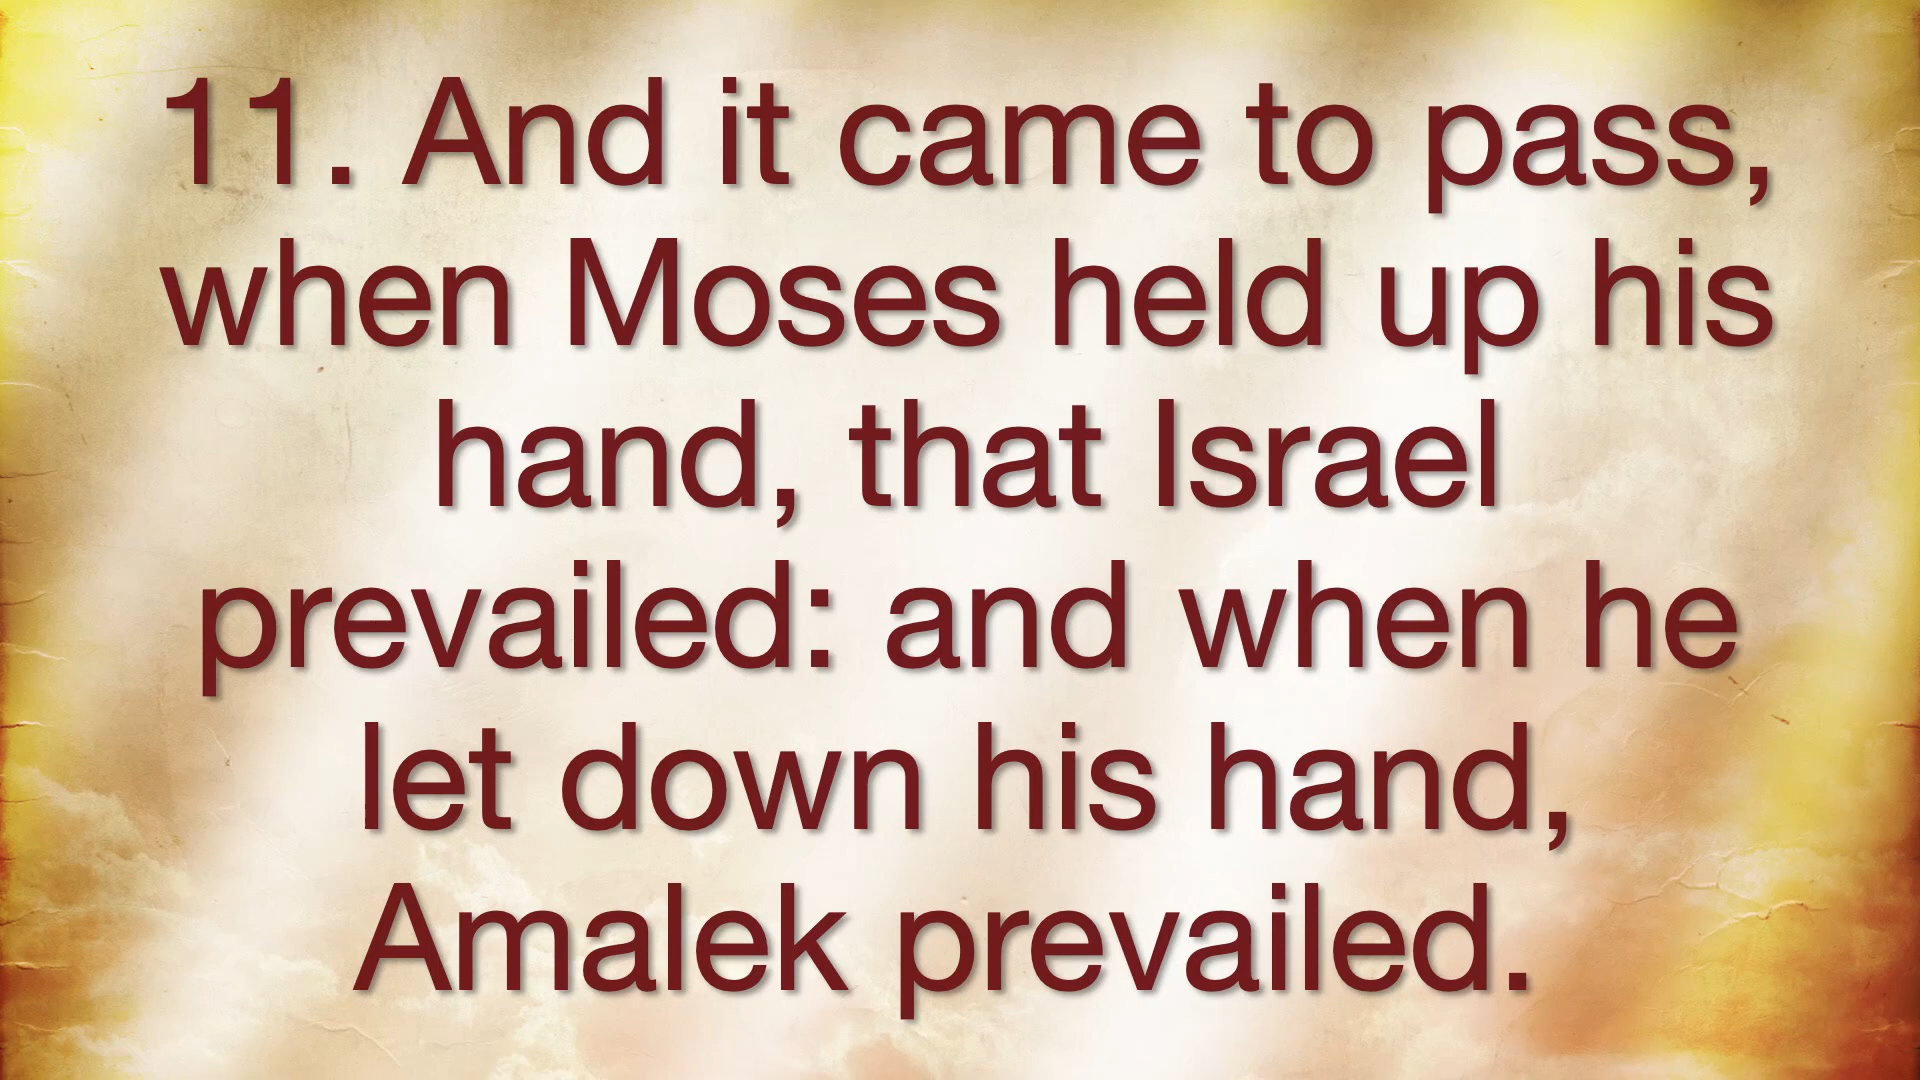 11. And it came to pass,
when Moses held up his
hand, that Israel
prevailed: and when he
let down his hand,
Amalek prevailed.